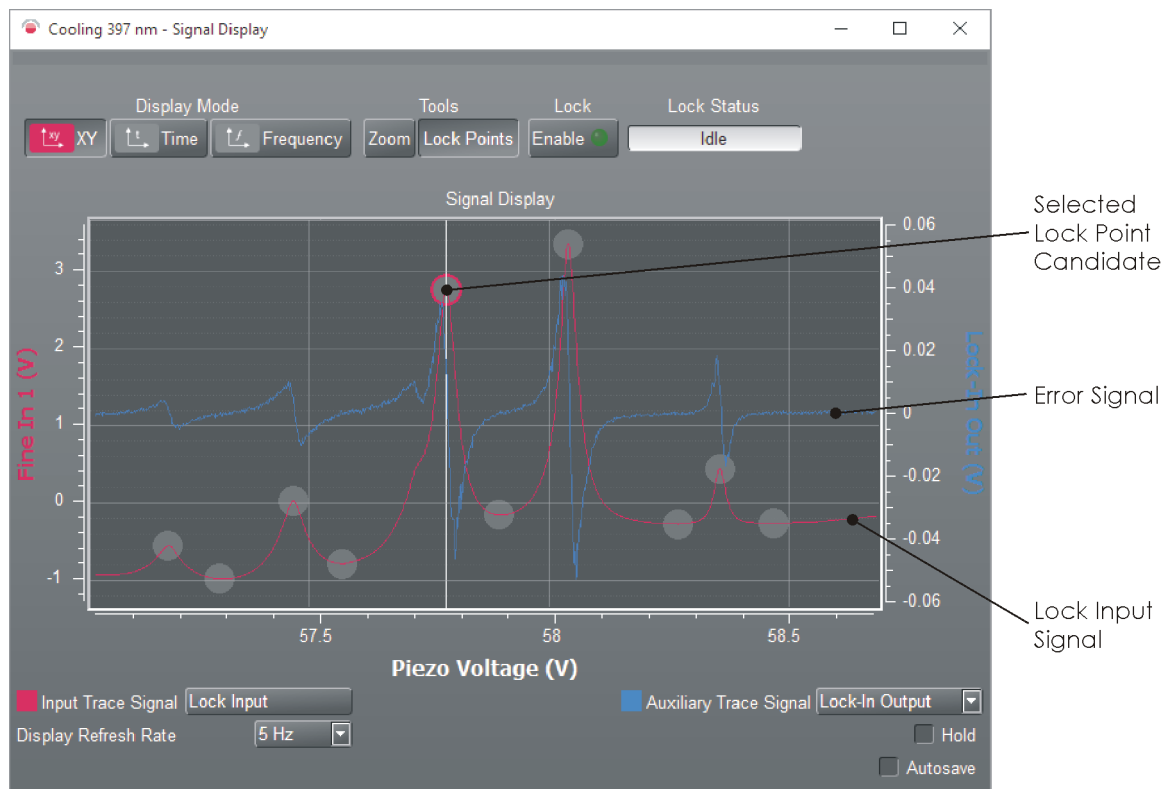 Cooling 397 nm - Signal Display
Display Mode
Tools
Lock
Lock Status
xy XY
t Time
f Frequency
Zoom
Lock Points
Enable
Idle
Signal Display
Selected
Lock Point
Candidate
Error Signal
Lock Input
Signal
Fine In 1 (V)
3
2
1
0
-1
0.06
0.04
0.02
0
-0.02
-0.04
-0.06
Lock-In Out (V)
57.5
58
58.5
Piezo Voltage (V)
Input Trace Signal
Lock Input
Auxiliary Trace Signal
Lock-In Output
Display Refresh Rate
5 Hz
Hold
Autosave